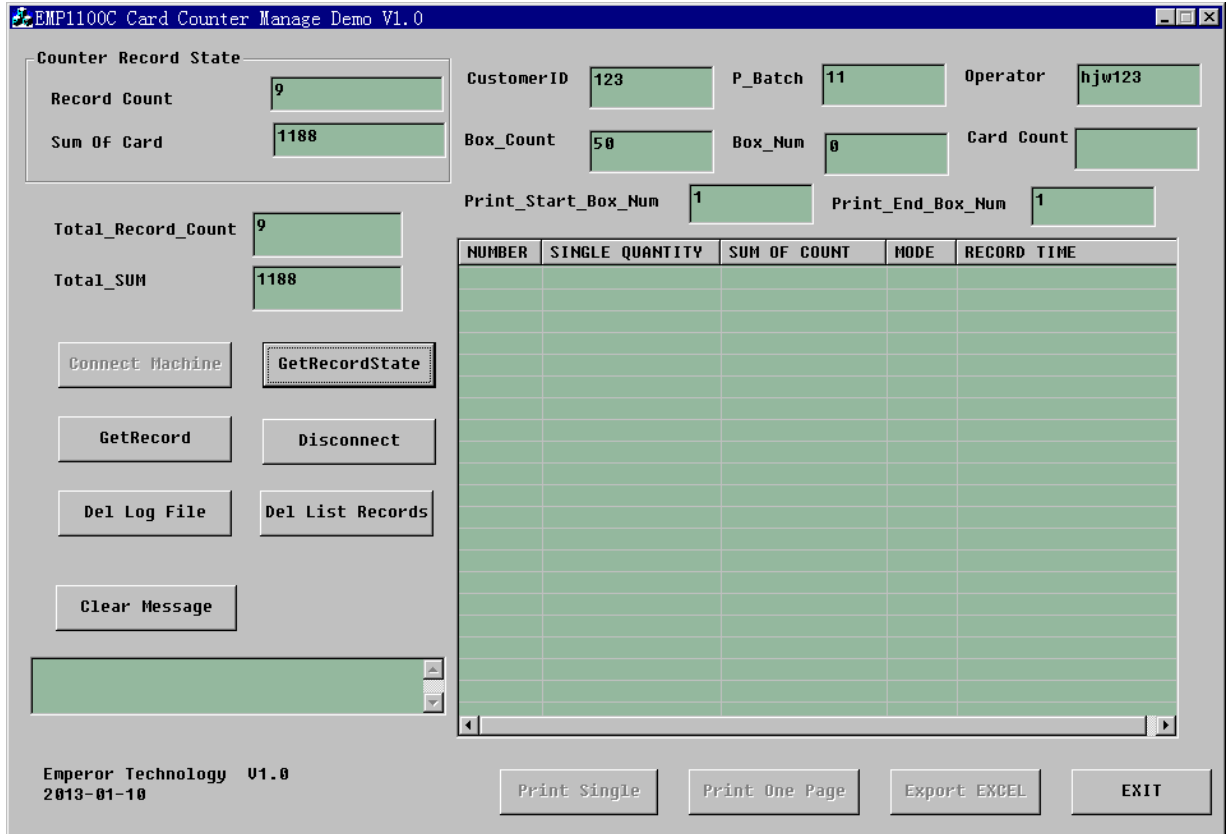 EMP1100C Card Counter Manage Demo V1.0
Counter Record State
Record Count 9
Sum Of Card 1188
CustomerID 123 P_Batch 11 Operator hjw123
Box_Count 50 Box_Num 0 Card Count
Print_Start_Box_Num 1 Print_End_Box_Num 1
Total_Record_Count 9
Total_SUM 1188
NUMBER SINGLE QUANTITY SUM OF COUNT MODE RECORD TIME
Connect Machine GetRecordState
GetRecord Disconnect
Del Log File Del List Records
Clear Message
Emperor Technology V1.0
2013-01-10
Print Single Print One Page Export EXCEL EXIT